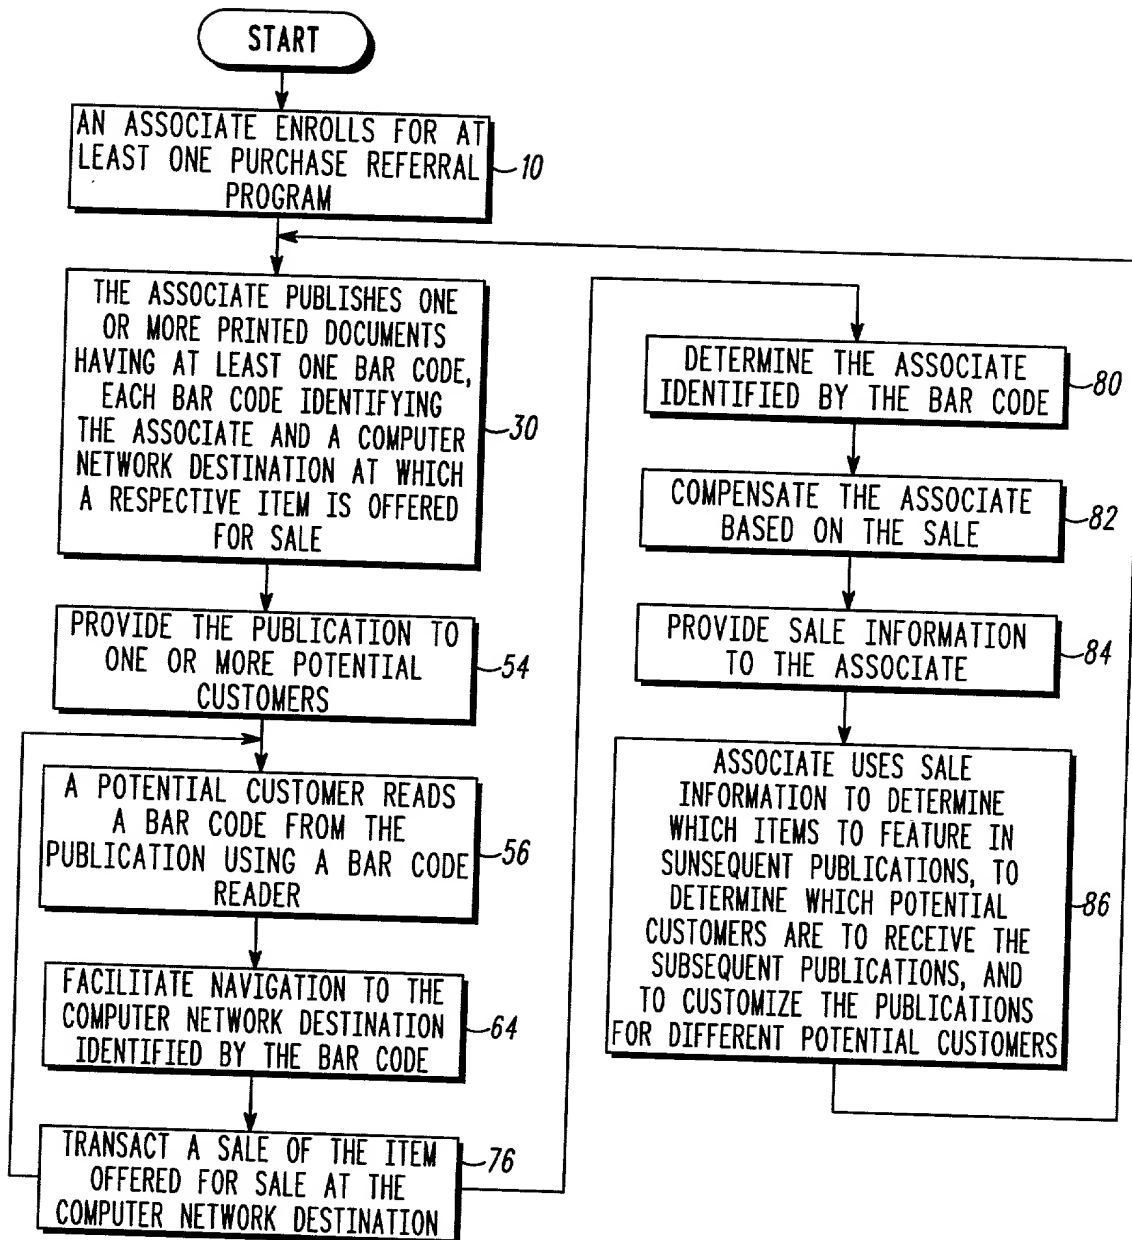 START
AN ASSOCIATE ENROLLS FOR AT
LEAST ONE PURCHASE REFERRAL
PROGRAM
10
THE ASSOCIATE PUBLISHES ONE
OR MORE PRINTED DOCUMENTS
HAVING AT LEAST ONE BAR CODE,
EACH BAR CODE IDENTIFYING
THE ASSOCIATE AND A COMPUTER
NETWORK DESTINATION AT WHICH
A RESPECTIVE ITEM IS OFFERED
FOR SALE
30
PROVIDE THE PUBLICATION TO
ONE OR MORE POTENTIAL
CUSTOMERS
54
A POTENTIAL CUSTOMER READS
A BAR CODE FROM THE
PUBLICATION USING A BAR CODE
READER
56
FACILITATE NAVIGATION TO THE
COMPUTER NETWORK DESTINATION
IDENTIFIED BY THE BAR CODE
64
TRANSACT A SALE OF THE ITEM
OFFERED FOR SALE AT THE
COMPUTER NETWORK DESTINATION
76
DETERMINE THE ASSOCIATE
IDENTIFIED BY THE BAR CODE
80
COMPENSATE THE ASSOCIATE
BASED ON THE SALE
82
PROVIDE SALE INFORMATION
TO THE ASSOCIATE
84
ASSOCIATE USES SALE
INFORMATION TO DETERMINE
WHICH ITEMS TO FEATURE IN
SUNSEQUENT PUBLICATIONS, TO
DETERMINE WHICH POTENTIAL
CUSTOMERS ARE TO RECEIVE THE
SUBSEQUENT PUBLICATIONS, AND
TO CUSTOMIZE THE PUBLICATIONS
FOR DIFFERENT POTENTIAL CUSTOMERS
86